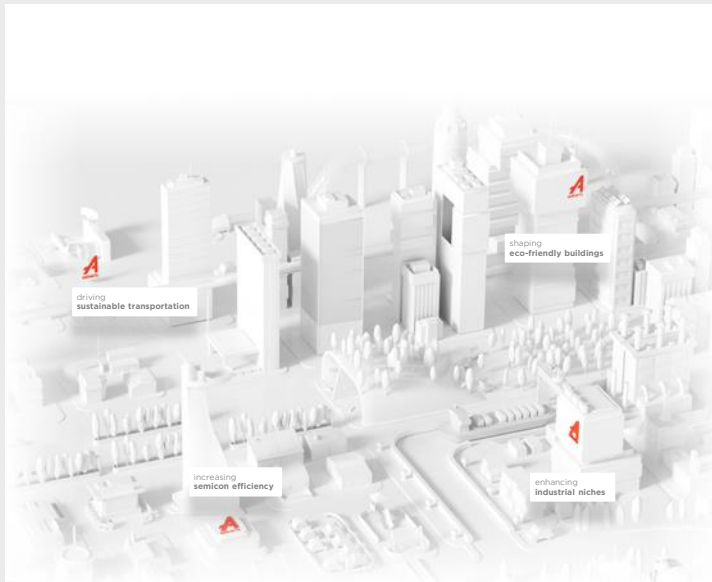 shaping
eco-friendly buildings
driving
sustainable transportation
increasing
semicon efficiency
enhancing
industrial niches